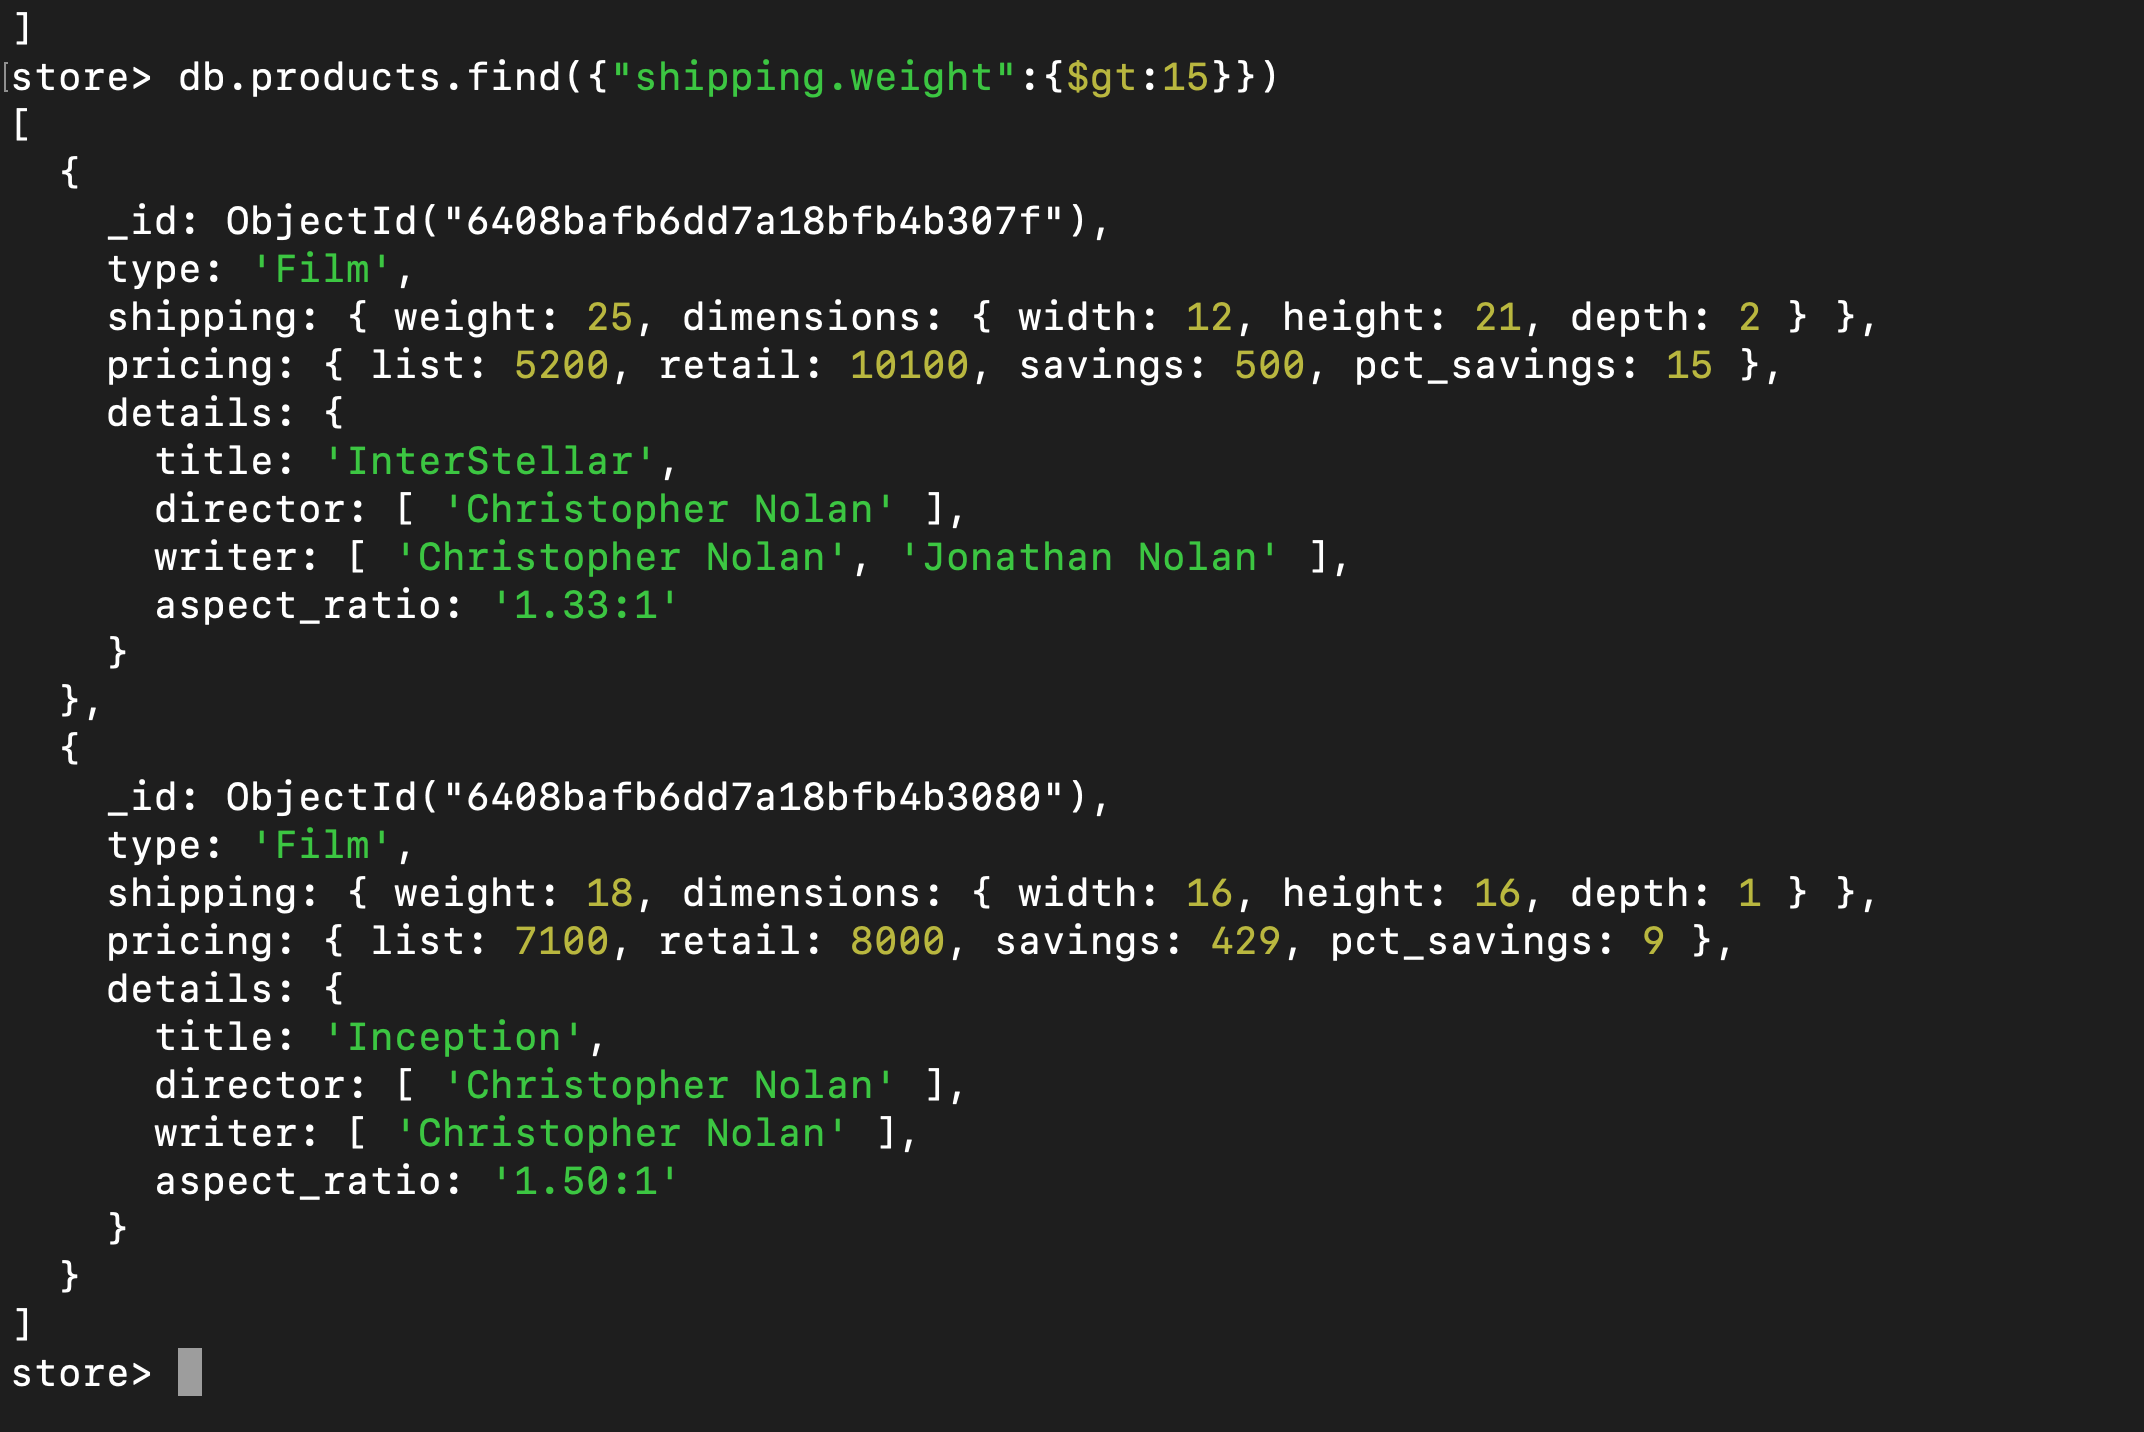 ]
[store> db.products.find({"shipping.weight":{$gt:15}})
[
  {
    _id: ObjectId("6408bafb6dd7a18bfb4b307f"),
    type: 'Film',
    shipping: { weight: 25, dimensions: { width: 12, height: 21, depth: 2 } },
    pricing: { list: 5200, retail: 10100, savings: 500, pct_savings: 15 },
    details: {
      title: 'InterStellar',
      director: [ 'Christopher Nolan' ],
      writer: [ 'Christopher Nolan', 'Jonathan Nolan' ],
      aspect_ratio: '1.33:1'
    }
  },
  {
    _id: ObjectId("6408bafb6dd7a18bfb4b3080"),
    type: 'Film',
    shipping: { weight: 18, dimensions: { width: 16, height: 16, depth: 1 } },
    pricing: { list: 7100, retail: 8000, savings: 429, pct_savings: 9 },
    details: {
      title: 'Inception',
      director: [ 'Christopher Nolan' ],
      writer: [ 'Christopher Nolan' ],
      aspect_ratio: '1.50:1'
    }
  }
]
store>